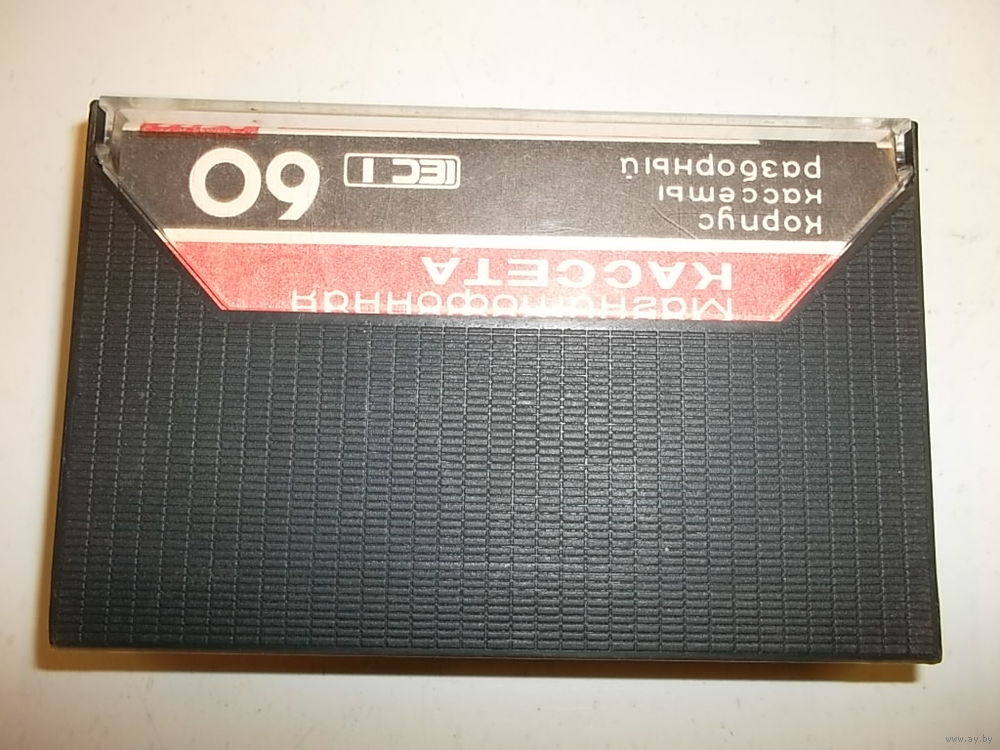 Магнитофонная
КАССЕТА
корпус
кассеты
разборный
IEC I
60
www.ay.by